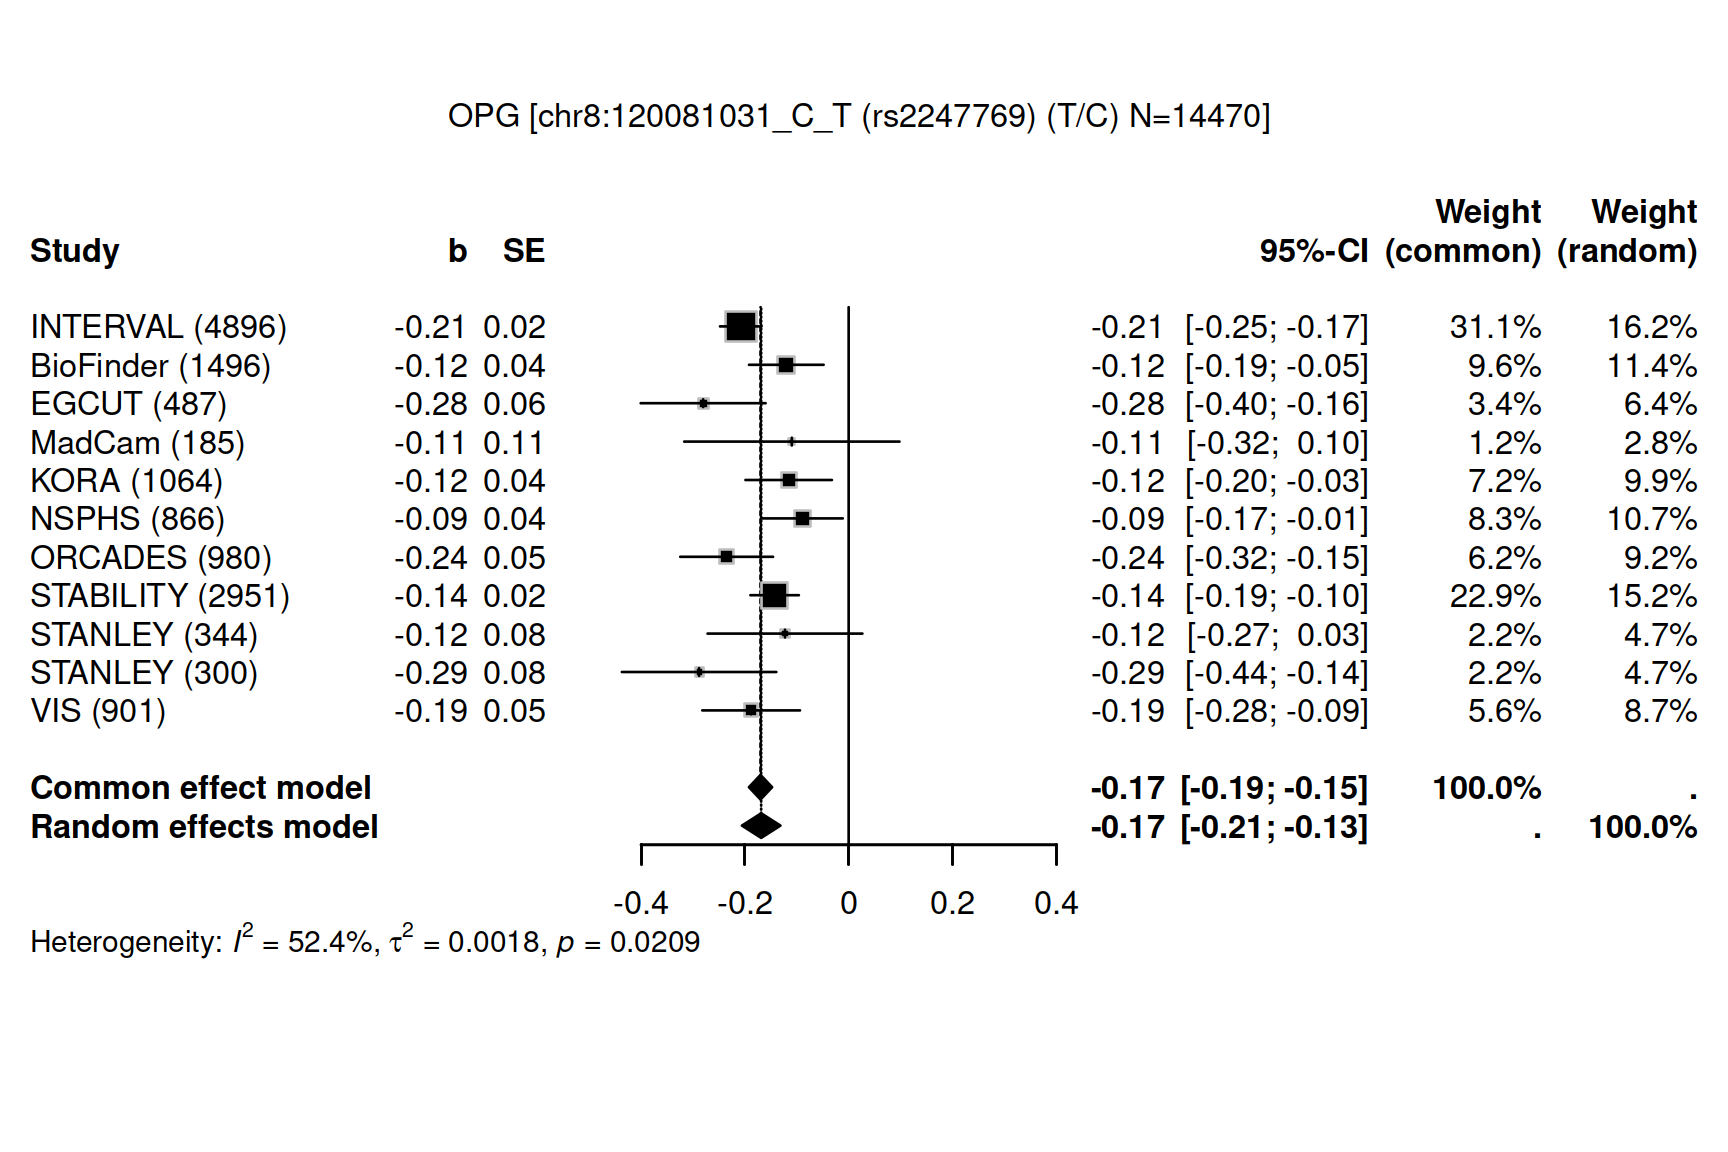 OPG [chr8:120081031_C_T (rs2247769) (T/C) N=14470]
Weight Weight
Study b SE 95%-CI (common) (random)
INTERVAL (4896) -0.21 0.02 -0.21 [-0.25; -0.17] 31.1% 16.2%
BioFinder (1496) -0.12 0.04 -0.12 [-0.19; -0.05] 9.6% 11.4%
EGCUT (487) -0.28 0.06 -0.28 [-0.40; -0.16] 3.4% 6.4%
MadCam (185) -0.11 0.11 -0.11 [-0.32; 0.10] 1.2% 2.8%
KORA (1064) -0.12 0.04 -0.12 [-0.20; -0.03] 7.2% 9.9%
NSPHS (866) -0.09 0.04 -0.09 [-0.17; -0.01] 8.3% 10.7%
ORCADES (980) -0.24 0.05 -0.24 [-0.32; -0.15] 6.2% 9.2%
STABILITY (2951) -0.14 0.02 -0.14 [-0.19; -0.10] 22.9% 15.2%
STANLEY (344) -0.12 0.08 -0.12 [-0.27; 0.03] 2.2% 4.7%
STANLEY (300) -0.29 0.08 -0.29 [-0.44; -0.14] 2.2% 4.7%
VIS (901) -0.19 0.05 -0.19 [-0.28; -0.09] 5.6% 8.7%
Common effect model -0.17 [-0.19; -0.15] 100.0% .
Random effects model -0.17 [-0.21; -0.13] . 100.0%
-0.4 -0.2 0 0.2 0.4
Heterogeneity: I² = 52.4%, τ² = 0.0018, p = 0.0209